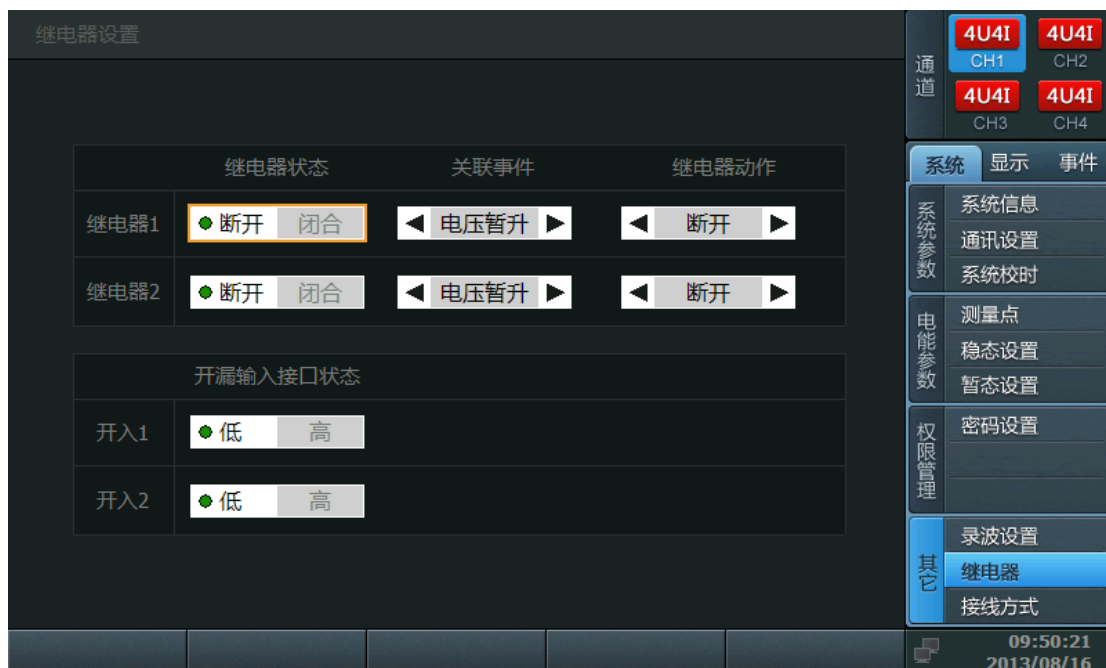 继电器设置
继电器状态 关联事件 继电器动作
继电器1 断开 闭合 电压暂升 断开
继电器2 断开 闭合 电压暂升 断开
开漏输入接口状态
开入1 低 高
开入2 低 高
通道
4U4I 4U4I
CH1 CH2
4U4I 4U4I
CH3 CH4
系统 显示 事件
系统参数
系统信息
通讯设置
系统校时
电能参数
测量点
稳态设置
暂态设置
权限管理
密码设置
其它
录波设置
继电器
接线方式
09:50:21
2013/08/16